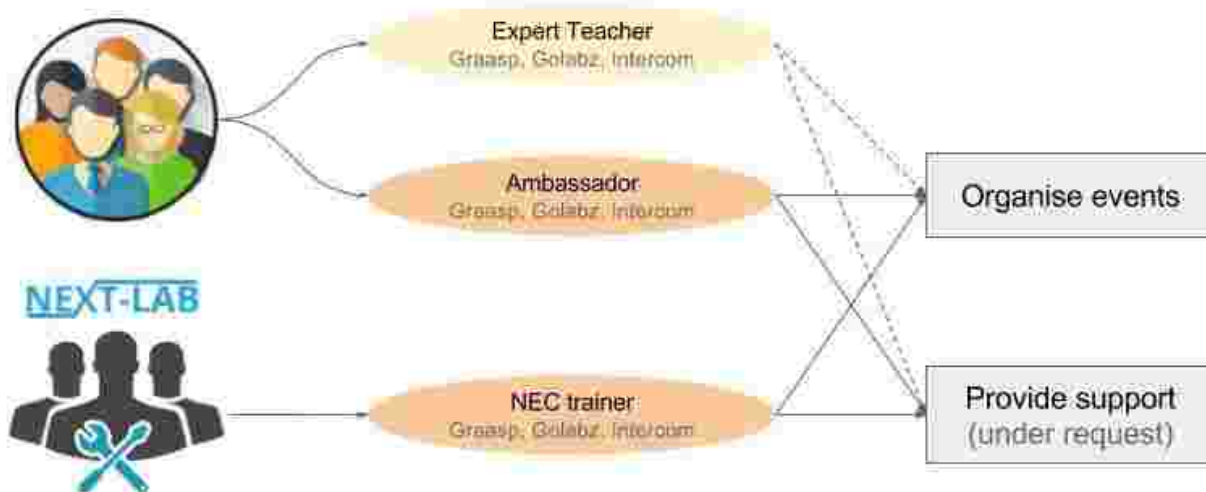 Expert Teacher
Graasp, Golabz, Intercom
Ambassador
Graasp, Golabz, Intercom
Organise events
NEXT-LAB
NEC trainer
Graasp, Golabz, Intercom
Provide support
(under request)